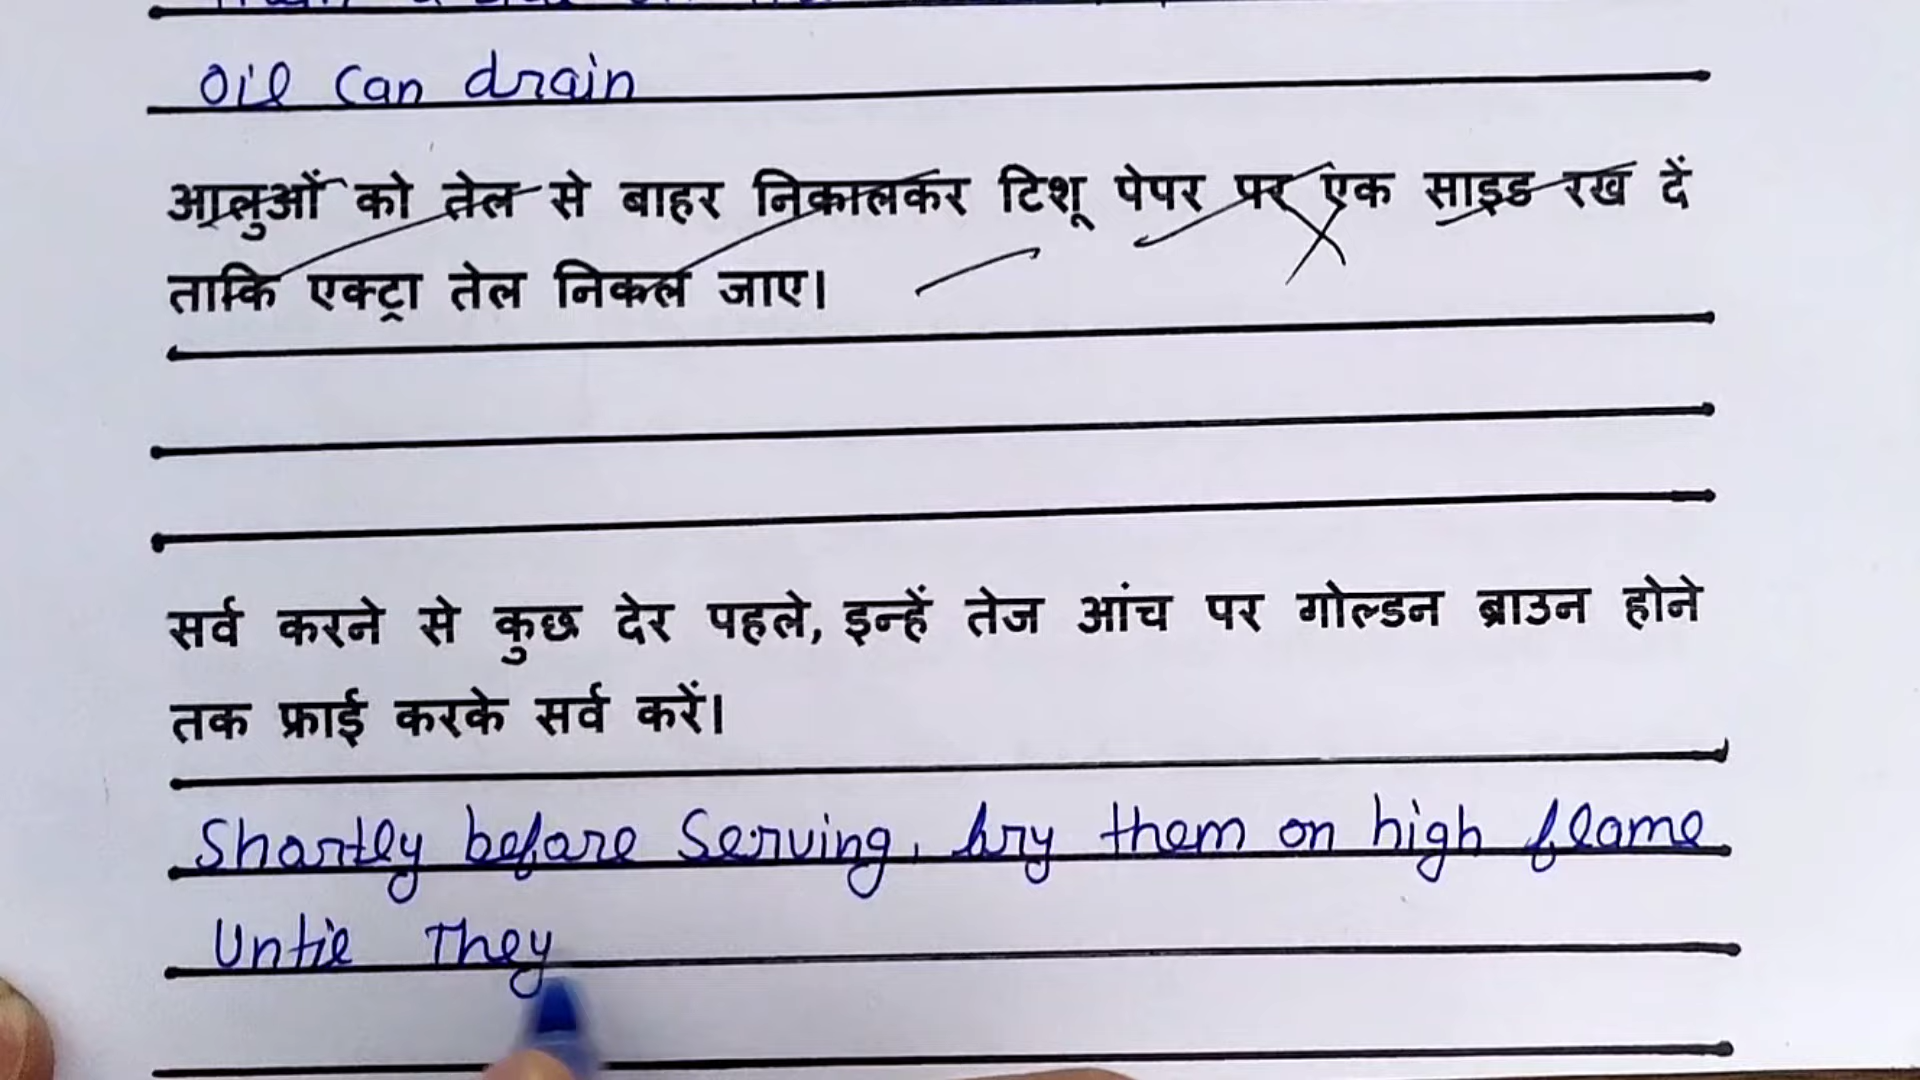 Oil Can drain
आलुओं को तेल से बाहर निकालकर टिशू पेपर पर एक साइड रख दें
ताकि एक्ट्रा तेल निकल जाए।
सर्व करने से कुछ देर पहले, इन्हें तेज आंच पर गोल्डन ब्राउन होने
तक फ्राई करके सर्व करें।
Shortly before Serving, fry them on high flame
Until They